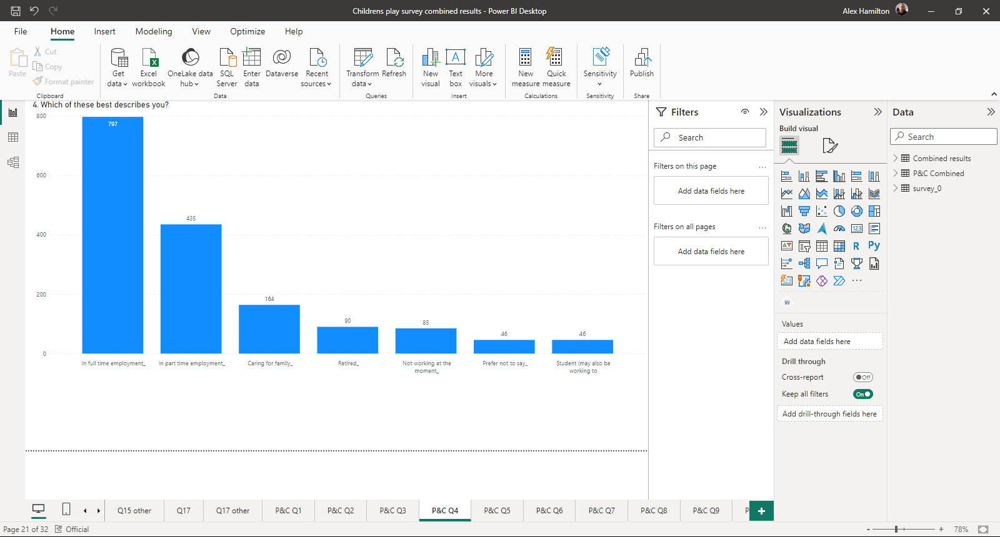 Childrens play survey combined results - Power BI Desktop
Alex Hamilton
File Home Insert Modeling View Optimize Help
Paste
Cut
Copy
Format painter
Clipboard
Get data
Excel workbook
OneLake data hub
SQL Server
Enter data
Dataverse
Recent sources
Data
Transform data
Refresh
Queries
New visual
Text box
More visuals
Insert
New measure
Quick measure
Calculations
Sensitivity
Sensitivity
Publish
Share
4. Which of these best describes you?
800
600
400
200
0
797
435
164
90
85
46
46
In full time employment_
In part time employment_
Caring for family_
Retired_
Not working at the
moment_
Prefer not to say_
Student (may also be
working to
Filters
Search
Filters on this page
...
Add data fields here
Filters on all pages
...
Add data fields here
Visualizations
Build visual
123
R
Py
123
...
W
Values
Add data fields here
Drill through
Cross-report
Off
Keep all filters
On
Add drill-through fields here
Data
Search
Combined results
P&C Combined
survey_0
Q15 other
Q17
Q17 other
P&C Q1
P&C Q2
P&C Q3
P&C Q4
P&C Q5
P&C Q6
P&C Q7
P&C Q8
P&C Q9
P
+
Page 21 of 32
Official
-
+
78%